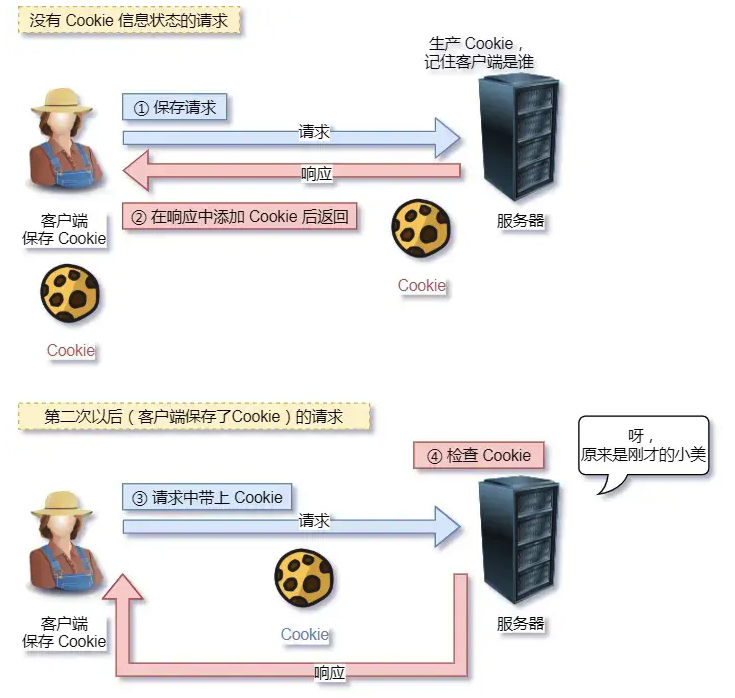 没有 Cookie 信息状态的请求
生产 Cookie，
记住客户端是谁
① 保存请求
请求
响应
② 在响应中添加 Cookie 后返回
客户端
保存 Cookie
服务器
Cookie
Cookie
第二次以后（客户端保存了Cookie）的请求
呀，
原来是刚才的小美
④ 检查 Cookie
③ 请求中带上 Cookie
请求
Cookie
客户端
保存 Cookie
服务器
响应